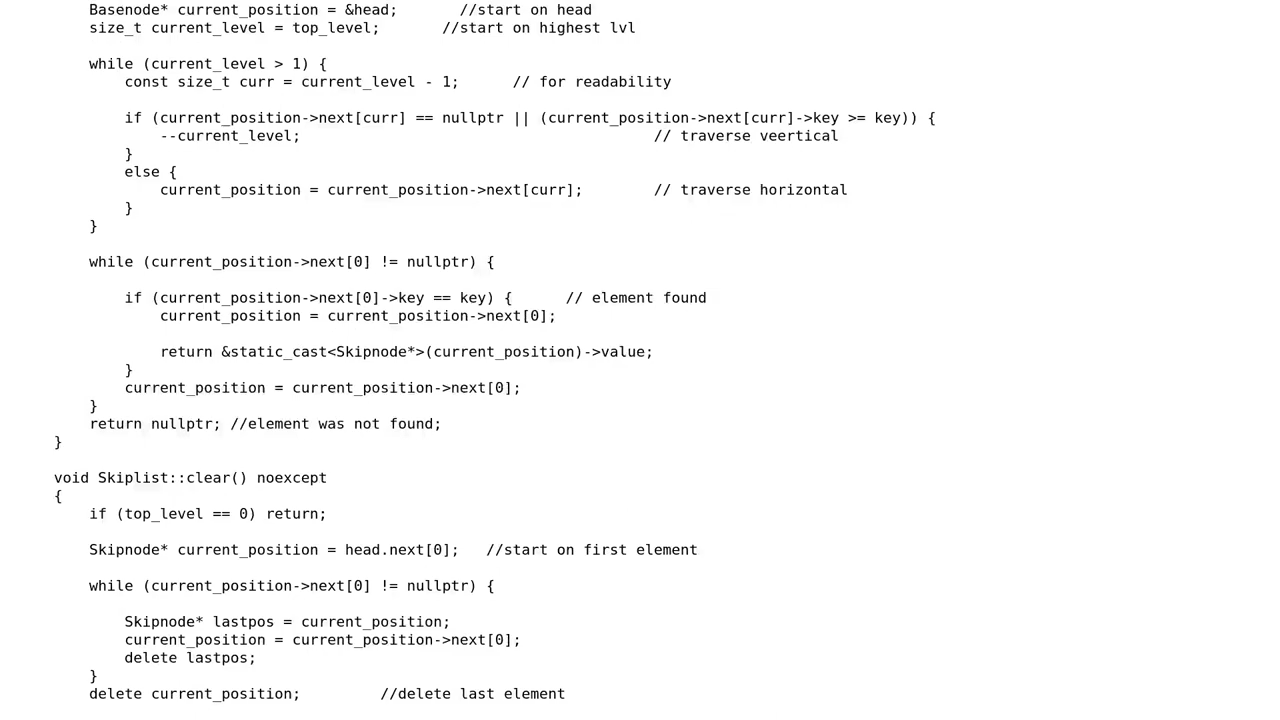 Basenode* current_position = &head;       //start on head
size_t current_level = top_level;       //start on highest lvl
while (current_level > 1) {
const size_t curr = current_level - 1;      // for readability
if (current_position->next[curr] == nullptr || (current_position->next[curr]->key >= key)) {
--current_level;                                        // traverse veertical
}
else {
current_position = current_position->next[curr];        // traverse horizontal
}
}
while (current_position->next[0] != nullptr) {
if (current_position->next[0]->key == key) {      // element found
current_position = current_position->next[0];
return &static_cast<Skipnode*>(current_position)->value;
}
current_position = current_position->next[0];
}
return nullptr; //element was not found;
}
void Skiplist::clear() noexcept
{
if (top_level == 0) return;
Skipnode* current_position = head.next[0];   //start on first element
while (current_position->next[0] != nullptr) {
Skipnode* lastpos = current_position;
current_position = current_position->next[0];
delete lastpos;
}
delete current_position;         //delete last element